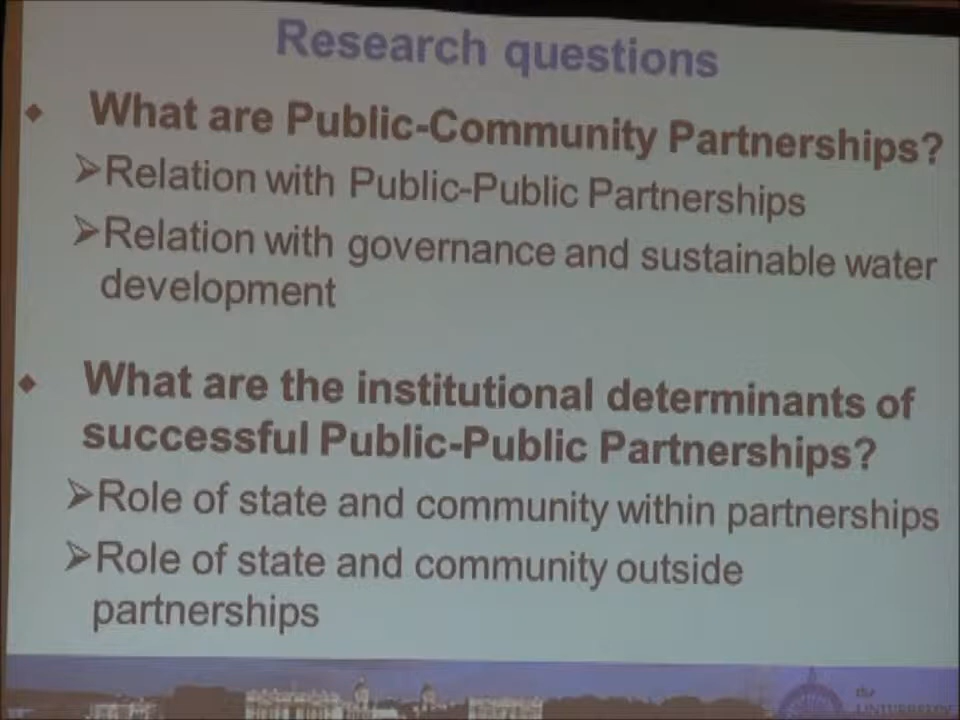 Research questions
◆ What are Public-Community Partnerships?
➢Relation with Public-Public Partnerships
➢Relation with governance and sustainable water
development
◆ What are the institutional determinants of
successful Public-Public Partnerships?
➢Role of state and community within partnerships
➢Role of state and community outside
partnerships
the